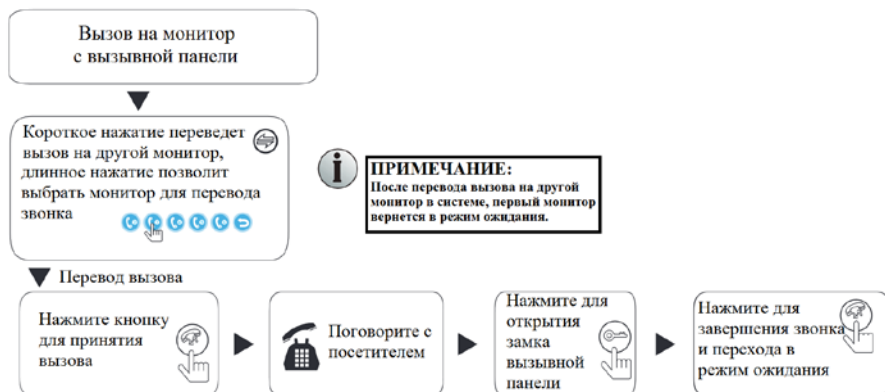 Вызов на монитор
с вызывной панели
Короткое нажатие переведет
вызов на другой монитор,
длинное нажатие позволит
выбрать монитор для перевода
звонка
ПРИМЕЧАНИЕ:
После перевода вызова на другой
монитор в системе, первый монитор
вернется в режим ожидания.
Перевод вызова
Нажмите кнопку
для принятия
вызова
Поговорите с
посетителем
Нажмите для
открытия
замка
вызывной
панели
Нажмите для
завершения звонка
и перехода в
режим ожидания